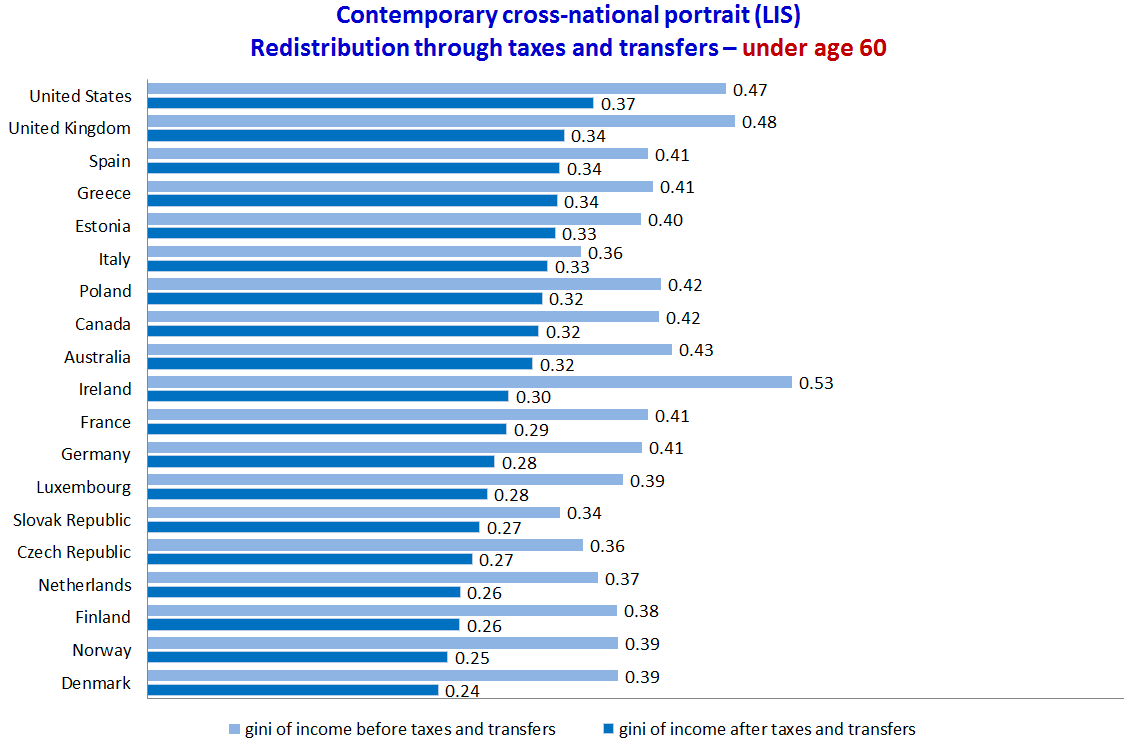 Contemporary cross-national portrait (LIS)
Redistribution through taxes and transfers – under age 60
United States
0.47
0.37
United Kingdom
0.48
0.34
Spain
0.41
0.34
Greece
0.41
0.34
Estonia
0.40
0.33
Italy
0.36
0.33
Poland
0.42
0.32
Canada
0.42
0.32
Australia
0.43
0.32
Ireland
0.53
0.30
France
0.41
0.29
Germany
0.41
0.28
Luxembourg
0.39
0.28
Slovak Republic
0.34
0.27
Czech Republic
0.36
0.27
Netherlands
0.37
0.26
Finland
0.38
0.26
Norway
0.39
0.25
Denmark
0.39
0.24
gini of income before taxes and transfers
gini of income after taxes and transfers